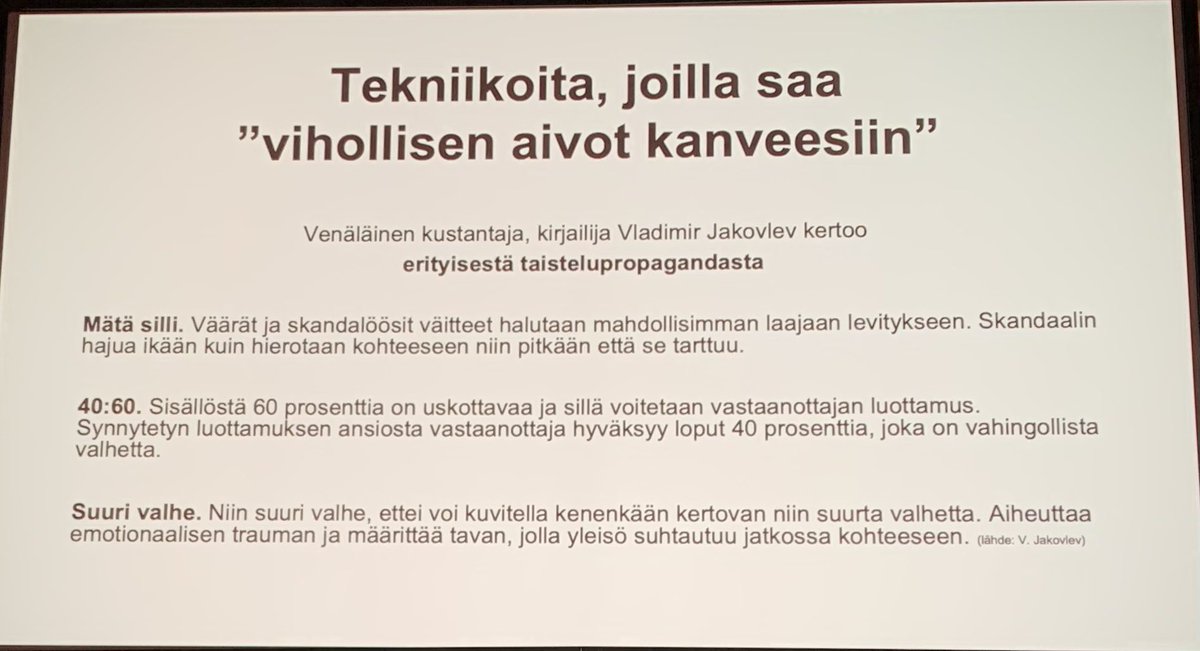 Tekniikoita, joilla saa
”vihollisen aivot kanveesiin”
Venäläinen kustantaja, kirjailija Vladimir Jakovlev kertoo
erityisestä taistelupropagandasta
Mätä silli. Väärät ja skandalöösit väitteet halutaan mahdollisimman laajaan levitykseen. Skandaalin
hajua ikään kuin hierotaan kohteeseen niin pitkään että se tarttuu.
40:60. Sisällöstä 60 prosenttia on uskottavaa ja sillä voitetaan vastaanottajan luottamus.
Synnytetyn luottamuksen ansiosta vastaanottaja hyväksyy loput 40 prosenttia, joka on vahingollista
valhetta.
Suuri valhe. Niin suuri valhe, ettei voi kuvitella kenenkään kertovan niin suurta valhetta. Aiheuttaa
emotionaalisen trauman ja määrittää tavan, jolla yleisö suhtautuu jatkossa kohteeseen. (lähde: V. Jakovlev)